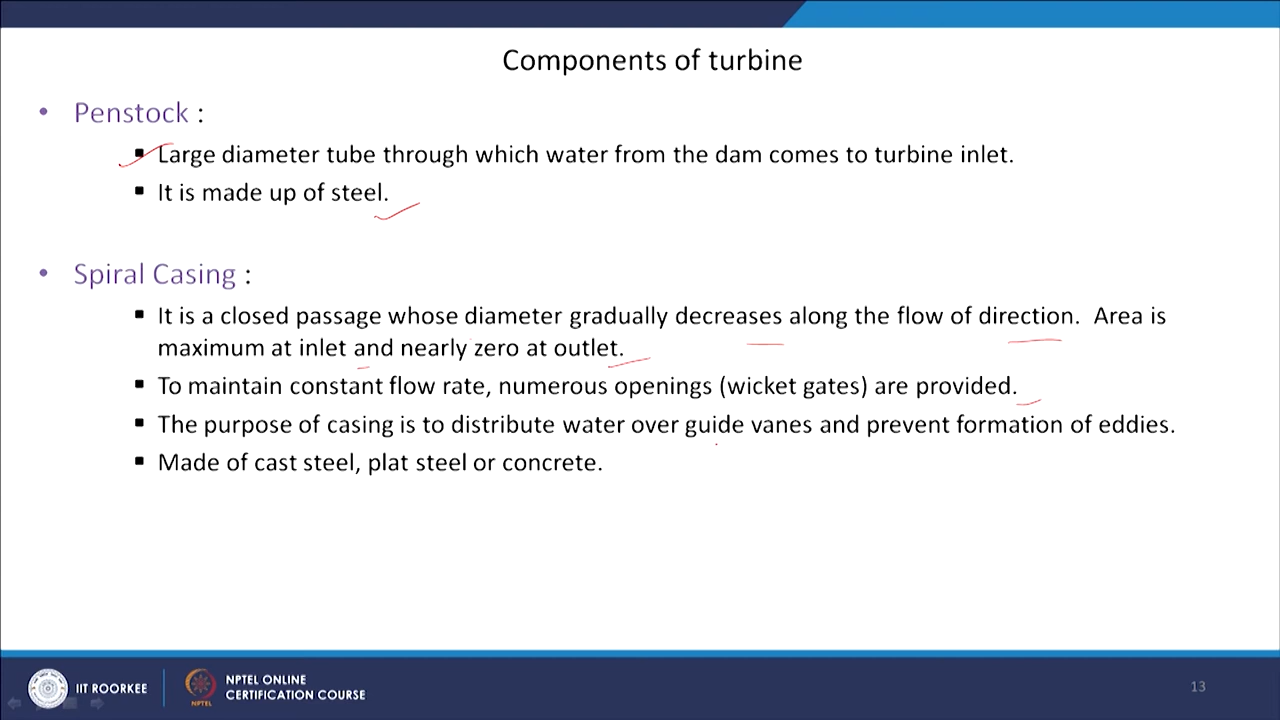 Components of turbine
• Penstock :
▪ Large diameter tube through which water from the dam comes to turbine inlet.
▪ It is made up of steel.
• Spiral Casing :
▪ It is a closed passage whose diameter gradually decreases along the flow of direction. Area is
maximum at inlet and nearly zero at outlet.
▪ To maintain constant flow rate, numerous openings (wicket gates) are provided.
▪ The purpose of casing is to distribute water over guide vanes and prevent formation of eddies.
▪ Made of cast steel, plat steel or concrete.
IIT ROORKEE
NPTEL
NPTEL ONLINE
CERTIFICATION COURSE
13